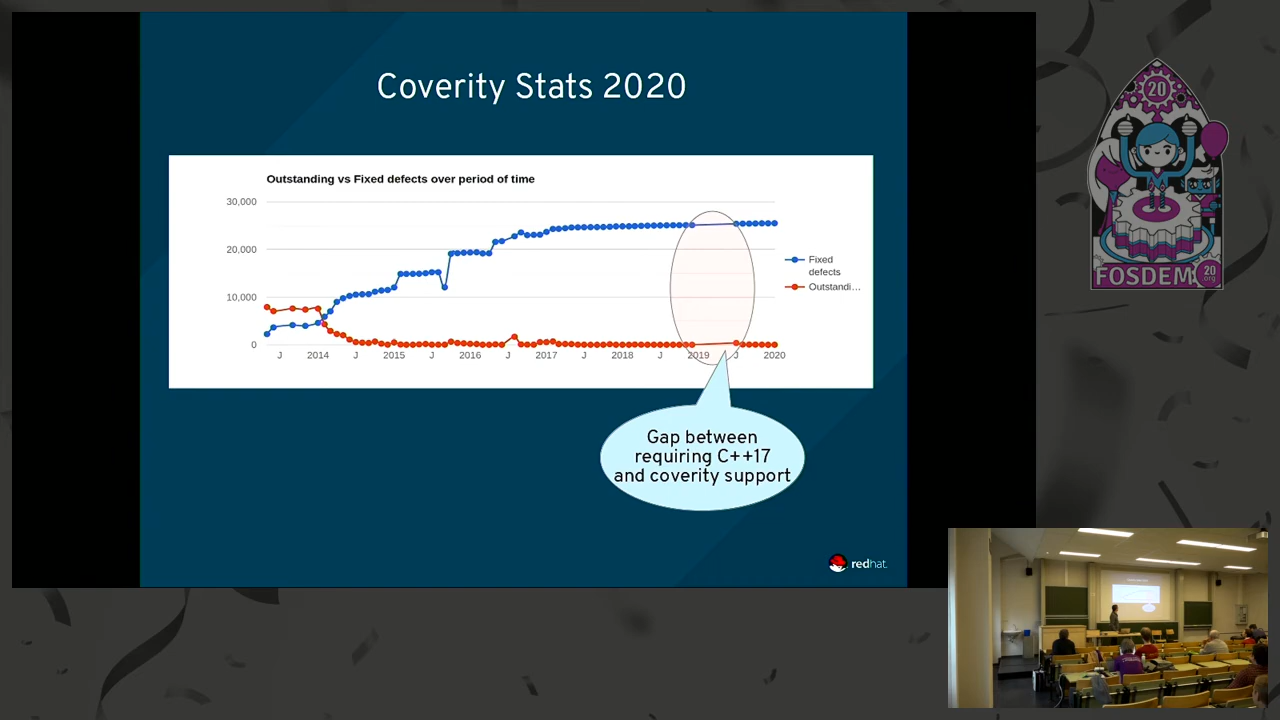 Coverity Stats 2020
Outstanding vs Fixed defects over period of time
30,000
20,000
10,000
0
J
2014
J
2015
J
2016
J
2017
J
2018
J
2019
J
2020
Fixed
defects
Outstandi...
Gap between
requiring C++17
and coverity support
redhat.
20
FOSDEM
20
.org